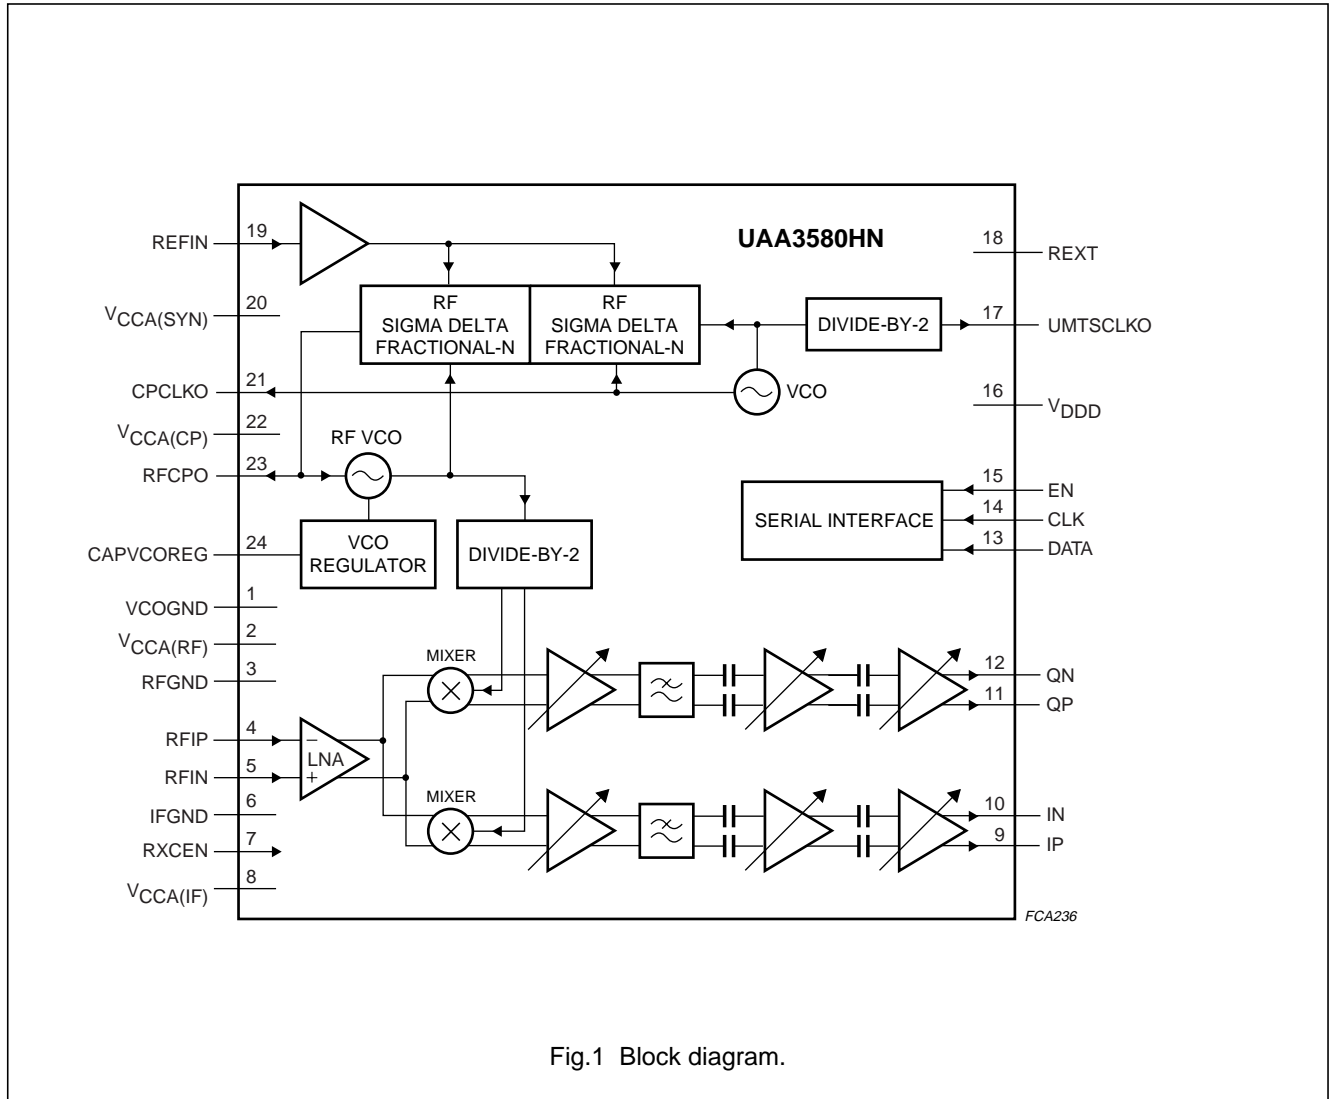 UAA3580HN
REFIN 19
VCCA(SYN) 20
CPCLKO 21
VCCA(CP) 22
RFCPO 23
CAPVCOREG 24
VCOGND 1
VCCA(RF) 2
RFGND 3
RFIP 4
RFIN 5
IFGND 6
RXCEN 7
VCCA(IF) 8
RF
SIGMA DELTA
FRACTIONAL-N
RF
SIGMA DELTA
FRACTIONAL-N
DIVIDE-BY-2
VCO
RF VCO
VCO
REGULATOR
DIVIDE-BY-2
SERIAL INTERFACE
MIXER
−
LNA
+
MIXER
18 REXT
17 UMTSCLKO
16 VDDD
15 EN
14 CLK
13 DATA
12 QN
11 QP
10 IN
9 IP
FCA236
Fig.1 Block diagram.